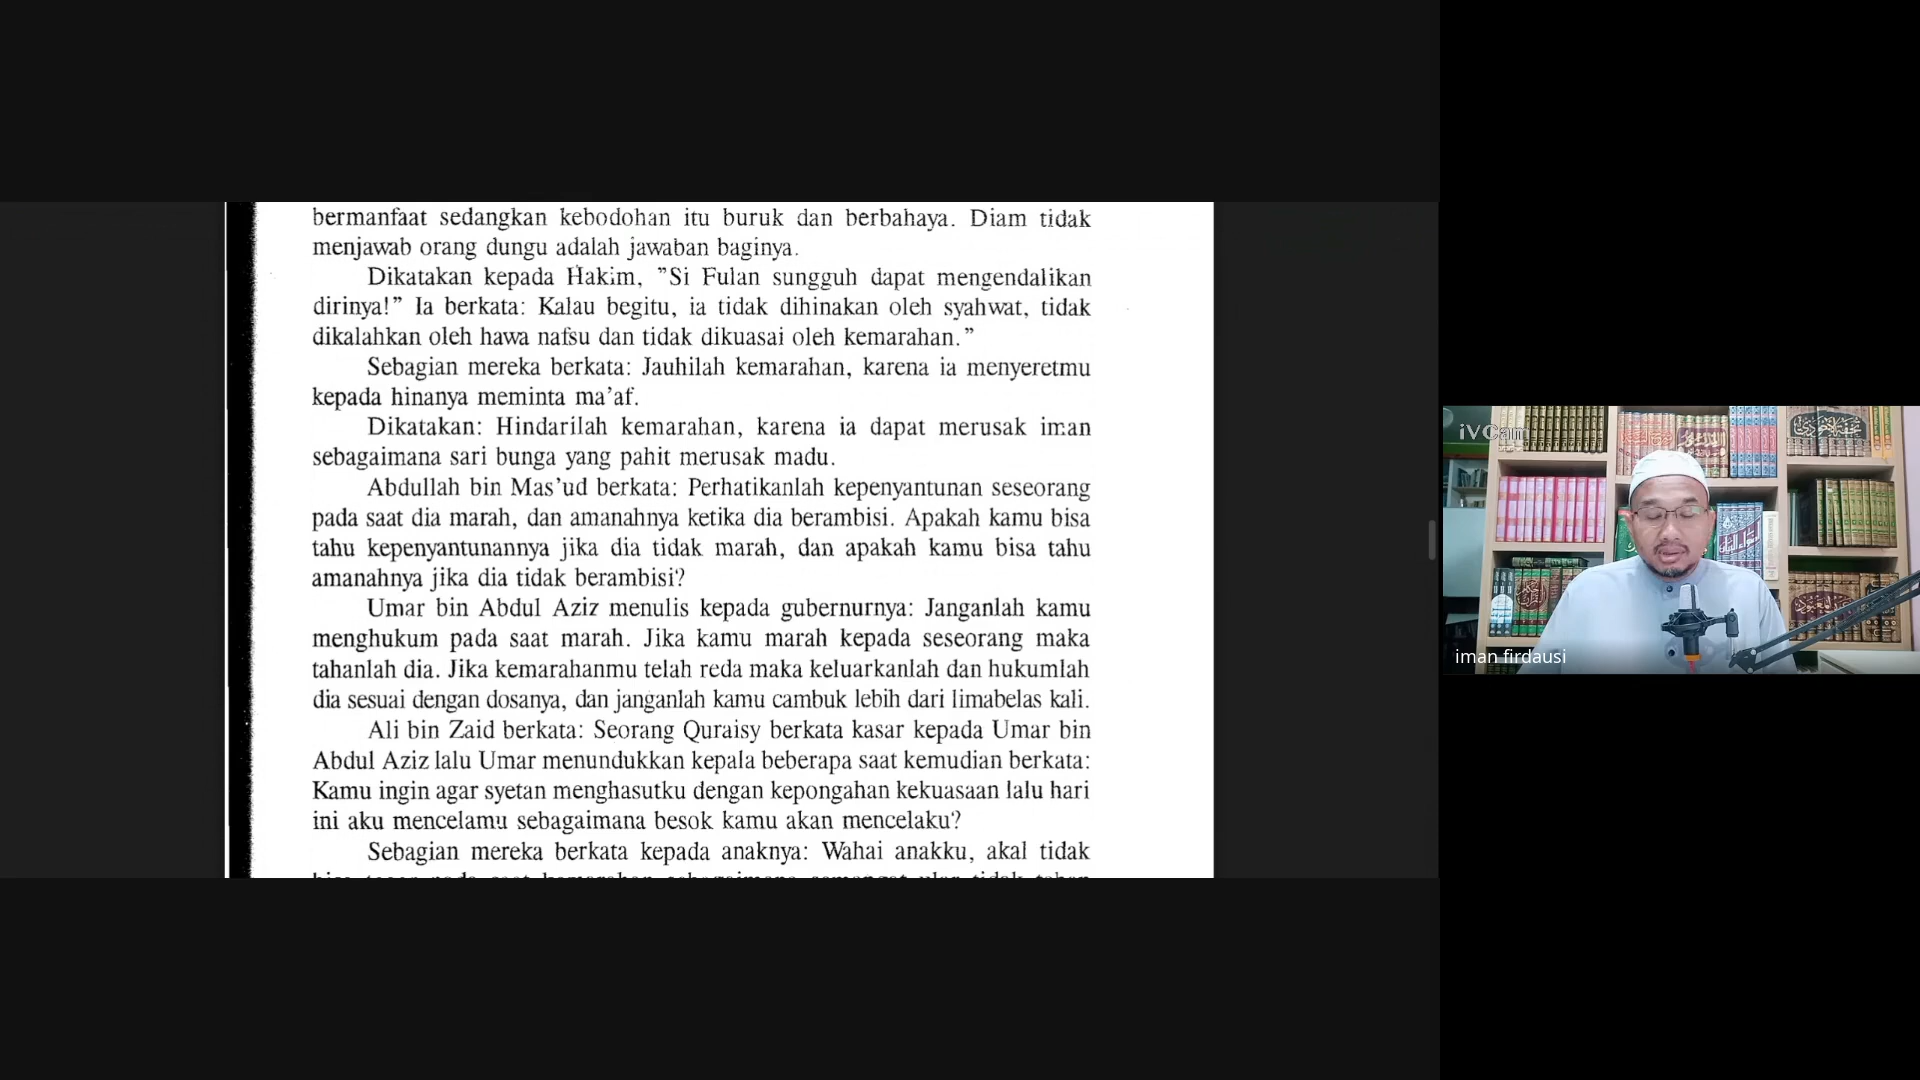 bermanfaat sedangkan kebodohan itu buruk dan berbahaya. Diam tidak
menjawab orang dungu adalah jawaban baginya.
Dikatakan kepada Hakim, ”Si Fulan sungguh dapat mengendalikan
dirinya!” Ia berkata: Kalau begitu, ia tidak dihinakan oleh syahwat, tidak
dikalahkan oleh hawa nafsu dan tidak dikuasai oleh kemarahan.”
Sebagian mereka berkata: Jauhilah kemarahan, karena ia menyeretmu
kepada hinanya meminta ma’af.
Dikatakan: Hindarilah kemarahan, karena ia dapat merusak iman
sebagaimana sari bunga yang pahit merusak madu.
Abdullah bin Mas’ud berkata: Perhatikanlah kepenyantunan seseorang
pada saat dia marah, dan amanahnya ketika dia berambisi. Apakah kamu bisa
tahu kepenyantunannya jika dia tidak marah, dan apakah kamu bisa tahu
amanahnya jika dia tidak berambisi?
Umar bin Abdul Aziz menulis kepada gubernurnya: Janganlah kamu
menghukum pada saat marah. Jika kamu marah kepada seseorang maka
tahanlah dia. Jika kemarahanmu telah reda maka keluarkanlah dan hukumlah
dia sesuai dengan dosanya, dan janganlah kamu cambuk lebih dari limabelas kali.
Ali bin Zaid berkata: Seorang Quraisy berkata kasar kepada Umar bin
Abdul Aziz lalu Umar menundukkan kepala beberapa saat kemudian berkata:
Kamu ingin agar syetan menghasutku dengan kepongahan kekuasaan lalu hari
ini aku mencelamu sebagaimana besok kamu akan mencelaku?
Sebagian mereka berkata kepada anaknya: Wahai anakku, akal tidak
iVCam
iman firdausi